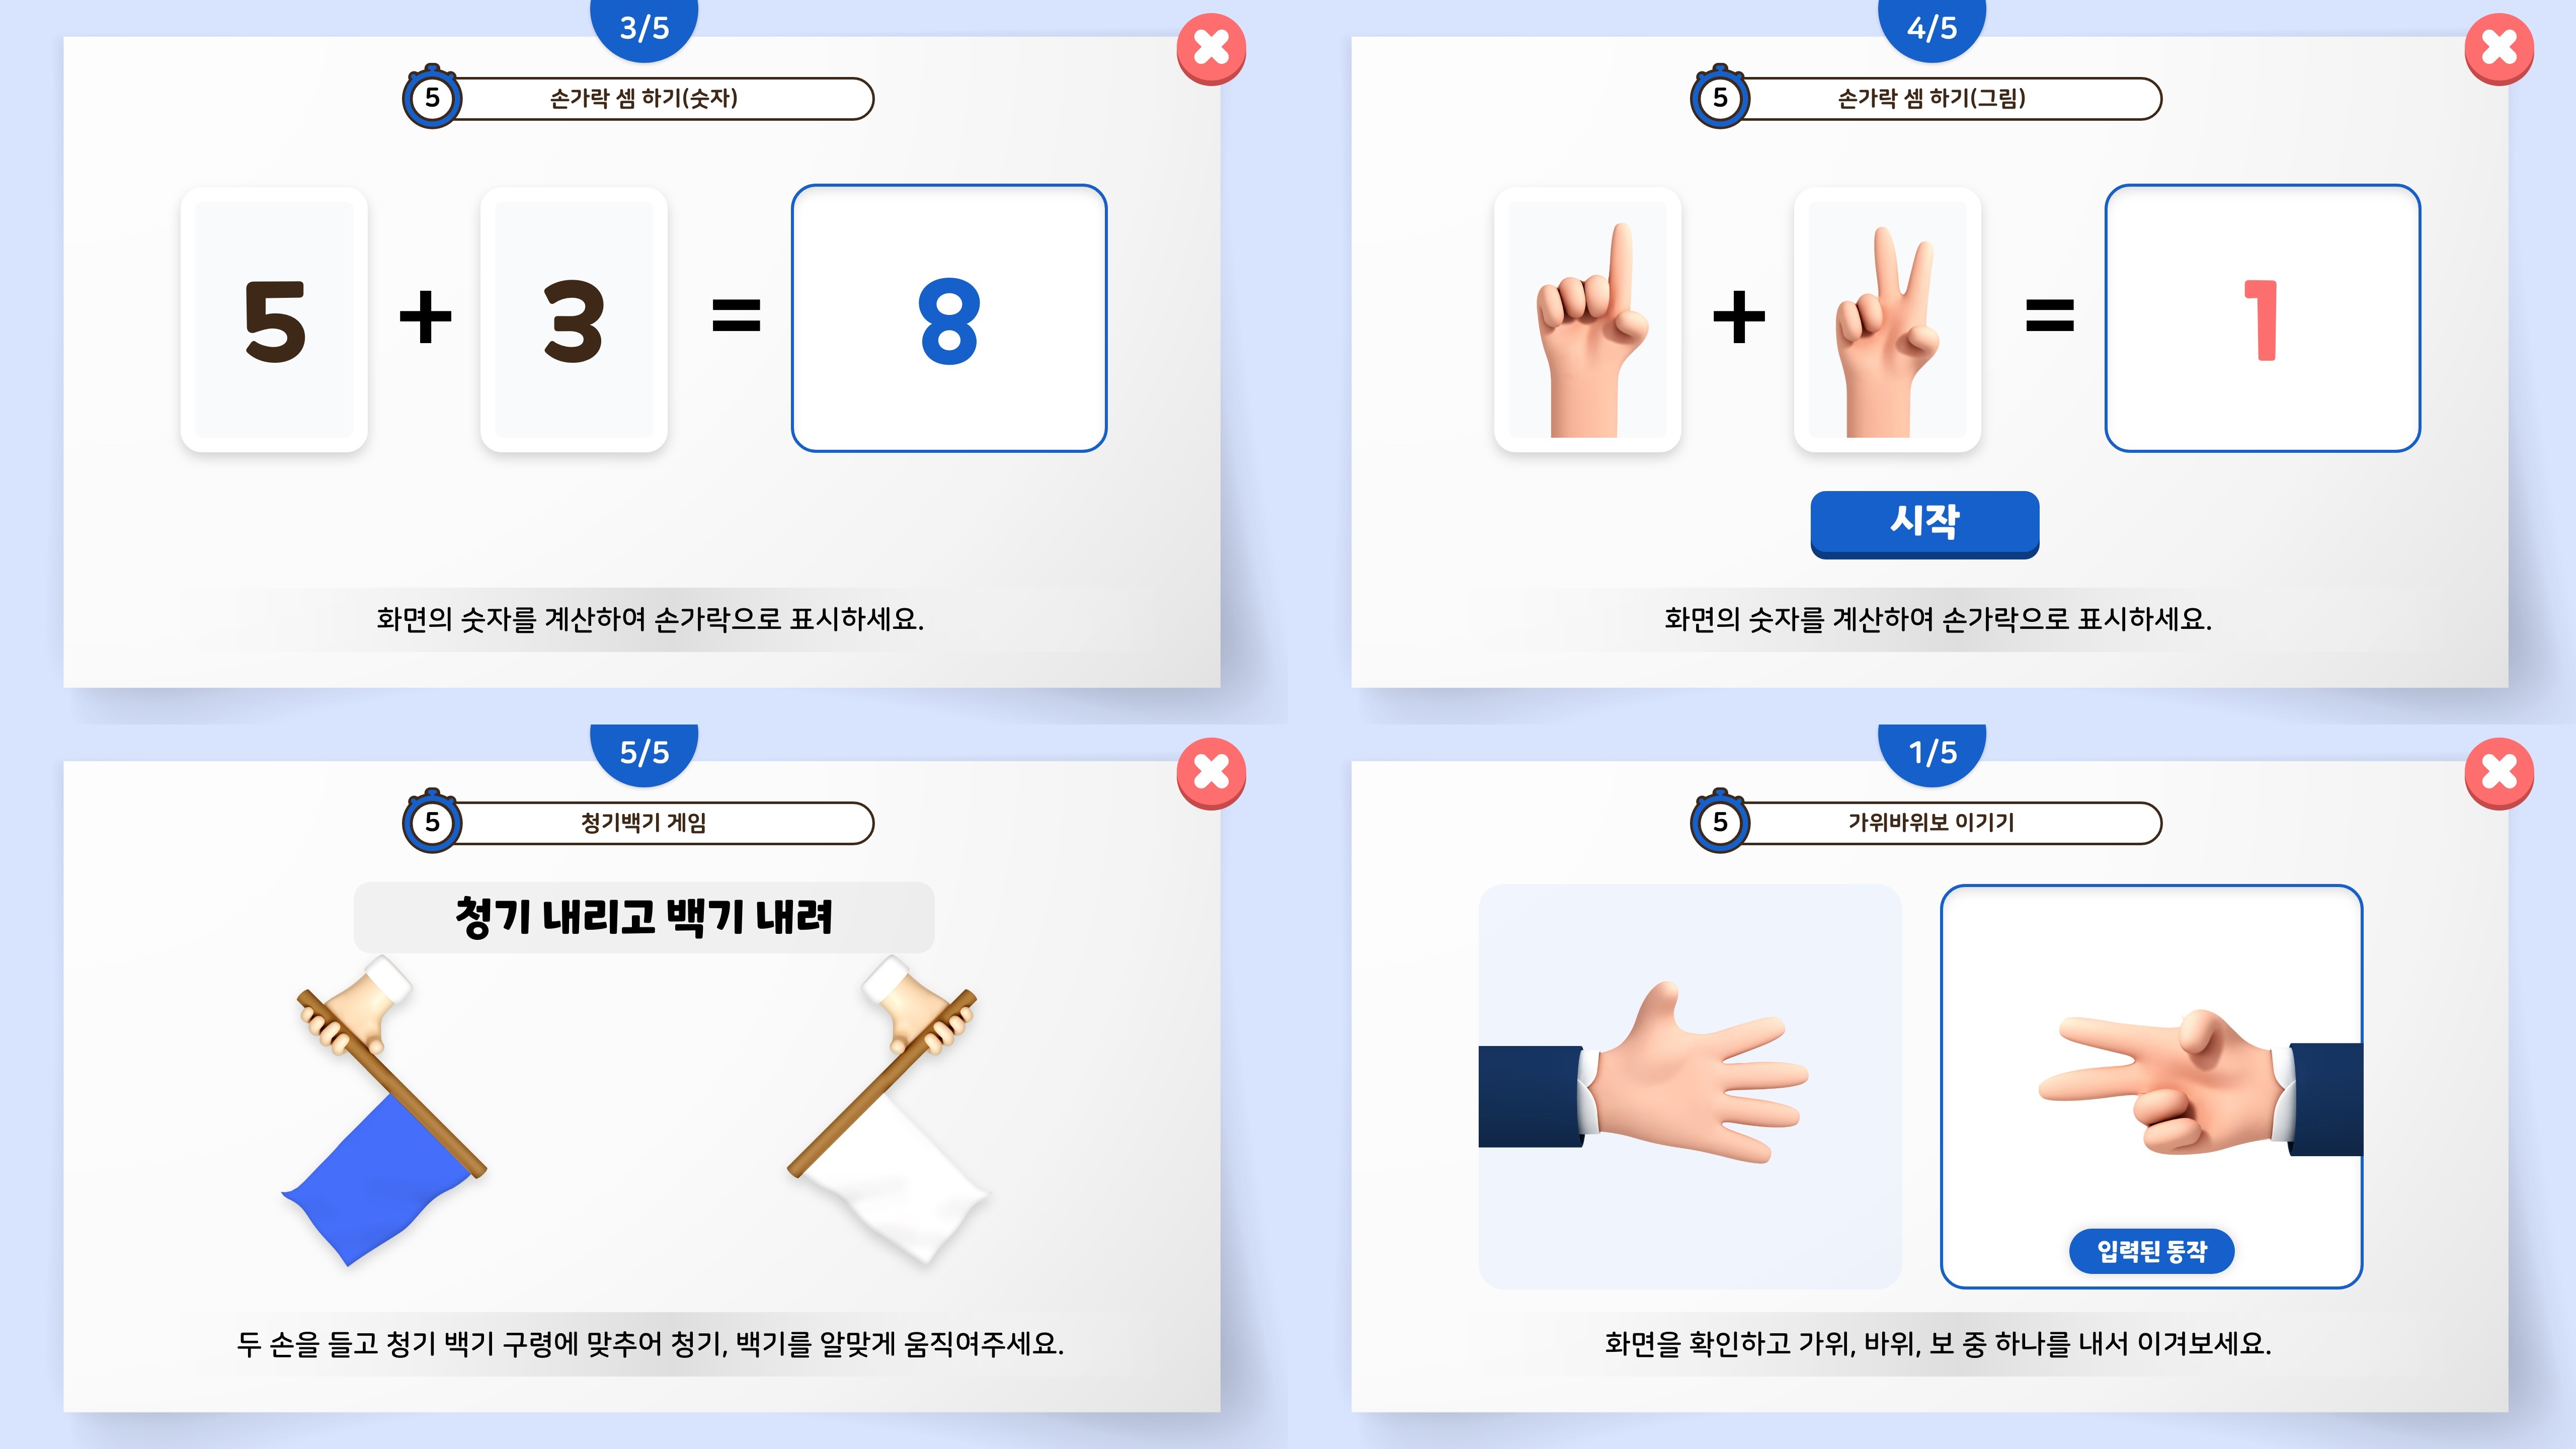 3/5
5
손가락 셈 하기(숫자)
5 + 3 = 8
화면의 숫자를 계산하여 손가락으로 표시하세요.
4/5
5
손가락 셈 하기(그림)
+ = 1
시작
화면의 숫자를 계산하여 손가락으로 표시하세요.
5/5
5
청기백기 게임
청기 내리고 백기 내려
두 손을 들고 청기 백기 구령에 맞추어 청기, 백기를 알맞게 움직여주세요.
1/5
5
가위바위보 이기기
입력된 동작
화면을 확인하고 가위, 바위, 보 중 하나를 내서 이겨보세요.